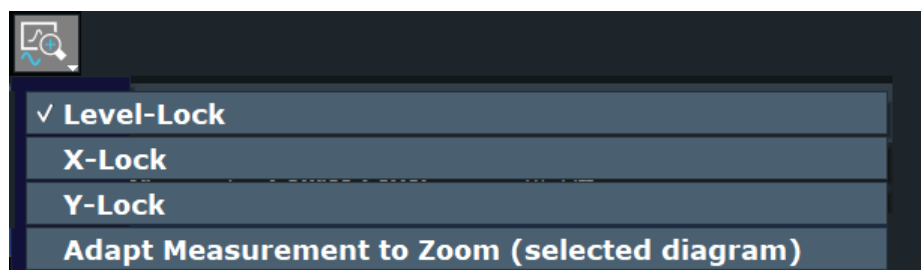 Level-Lock
X-Lock
Y-Lock
Adapt Measurement to Zoom (selected diagram)